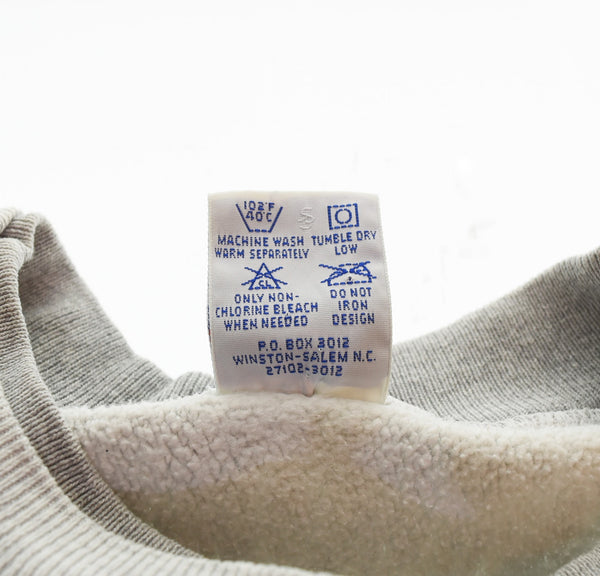 102°F
40°C
MACHINE WASH
WARM SEPARATELY
TUMBLE DRY
LOW
CL
ONLY NON-
CHLORINE BLEACH
WHEN NEEDED
DO NOT
IRON
DESIGN
P.O. BOX 3012
WINSTON-SALEM N.C.
27102-3012